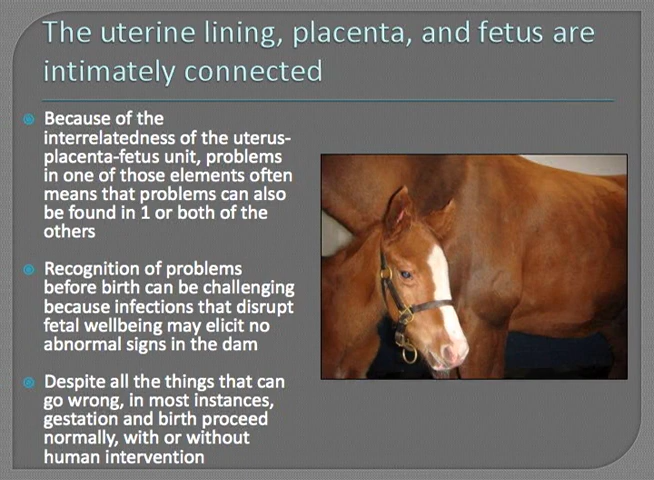 The uterine lining, placenta, and fetus are
intimately connected
Because of the
interrelatedness of the uterus-
placenta-fetus unit, problems
in one of those elements often
means that problems can also
be found in 1 or both of the
others
Recognition of problems
before birth can be challenging
because infections that disrupt
fetal wellbeing may elicit no
abnormal signs in the dam
Despite all the things that can
go wrong, in most instances,
gestation and birth proceed
normally, with or without
human intervention